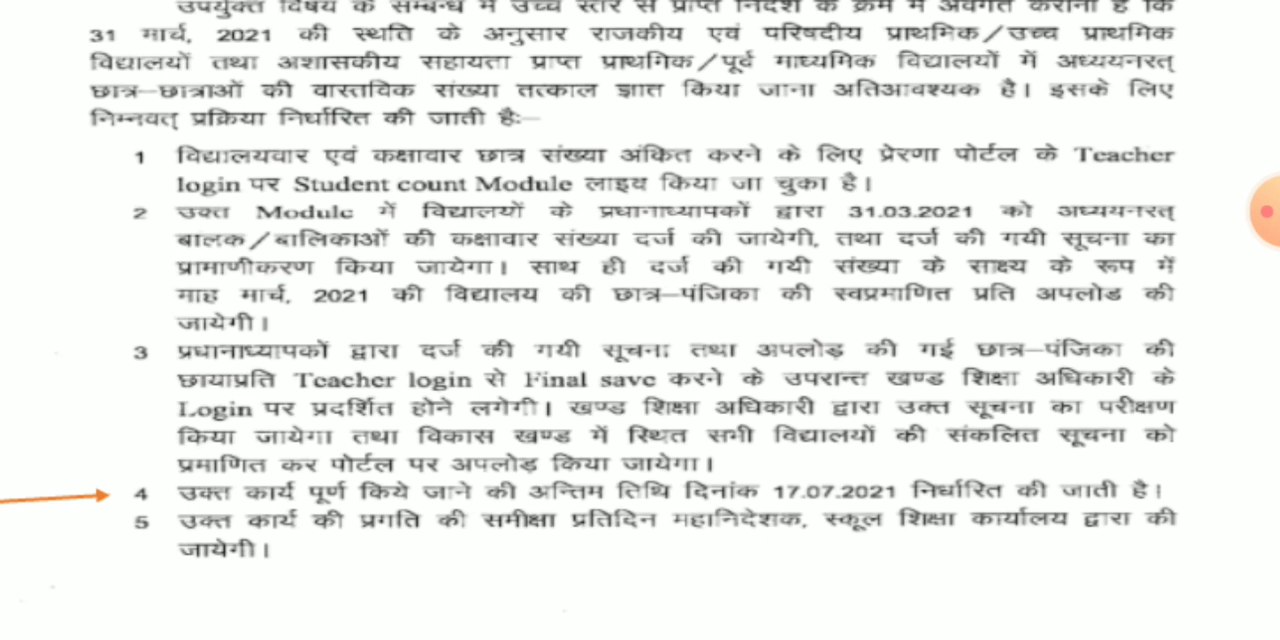 उपर्युक्त विषय के सम्बन्ध में उच्च स्तर से प्राप्त निर्देश के क्रम में अवगत कराना है कि
31 मार्च, 2021 की स्थति के अनुसार राजकीय एवं परिषदीय प्राथमिक/उच्च प्राथमिक
विद्यालयों तथा अशासकीय सहायता प्राप्त प्राथमिक/पूर्व माध्यमिक विद्यालयों में अध्ययनरत्
छात्र–छात्राओं की वास्तविक संख्या तत्काल ज्ञात किया जाना अतिआवश्यक है। इसके लिए
निम्नवत् प्रक्रिया निर्धारित की जाती हैः–
1 विद्यालयवार एवं कक्षावार छात्र संख्या अंकित करने के लिए प्रेरणा पोर्टल के Teacher
login पर Student count Module लाइव किया जा चुका है।
2 उक्त Module में विद्यालयों के प्रधानाध्यापकों द्वारा 31.03.2021 को अध्ययनरत्
बालक/बालिकाओं की कक्षावार संख्या दर्ज की जायेगी, तथा दर्ज की गयी सूचना का
प्रामाणीकरण किया जायेगा। साथ ही दर्ज की गयी संख्या के साक्ष्य के रूप में
माह मार्च, 2021 की विद्यालय की छात्र–पंजिका की स्वप्रमाणित प्रति अपलोड की
जायेगी।
3 प्रधानाध्यापकों द्वारा दर्ज की गयी सूचना तथा अपलोड़ की गई छात्र–पंजिका की
छायाप्रति Teacher login से Final save करने के उपरान्त खण्ड शिक्षा अधिकारी के
Login पर प्रदर्शित होने लगेगी। खण्ड शिक्षा अधिकारी द्वारा उक्त सूचना का परीक्षण
किया जायेगा तथा विकास खण्ड में स्थित सभी विद्यालयों की संकलित सूचना को
प्रमाणित कर पोर्टल पर अपलोड़ किया जायेगा।
4 उक्त कार्य पूर्ण किये जाने की अन्तिम तिथि दिनांक 17.07.2021 निर्धारित की जाती है।
5 उक्त कार्य की प्रगति की समीक्षा प्रतिदिन महानिदेशक, स्कूल शिक्षा कार्यालय द्वारा की
जायेगी।